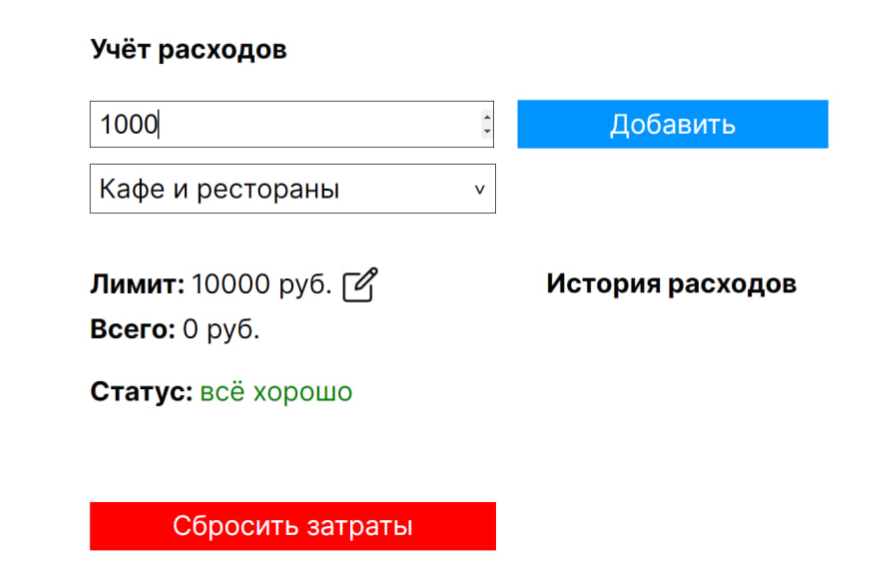 Учёт расходов
1000
Добавить
Кафе и рестораны
Лимит: 10000 руб.
История расходов
Всего: 0 руб.
Статус: всё хорошо
Сбросить затраты